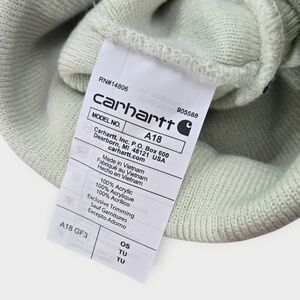 RN#14806
905588
carhartt
MODEL NO. A18
Carhartt, Inc. P.O. Box 600
Dearborn, MI 48121 USA
carhartt.com
Made in Vietnam
Fabriqué au Vietnam
Hecho en Vietnam
100% Acrylic
100% Acrylique
100% Acrílico
Exclusive Trimming
Sauf Garnitures
Excepto Adorno
A18 GF3
OS
TU
TU